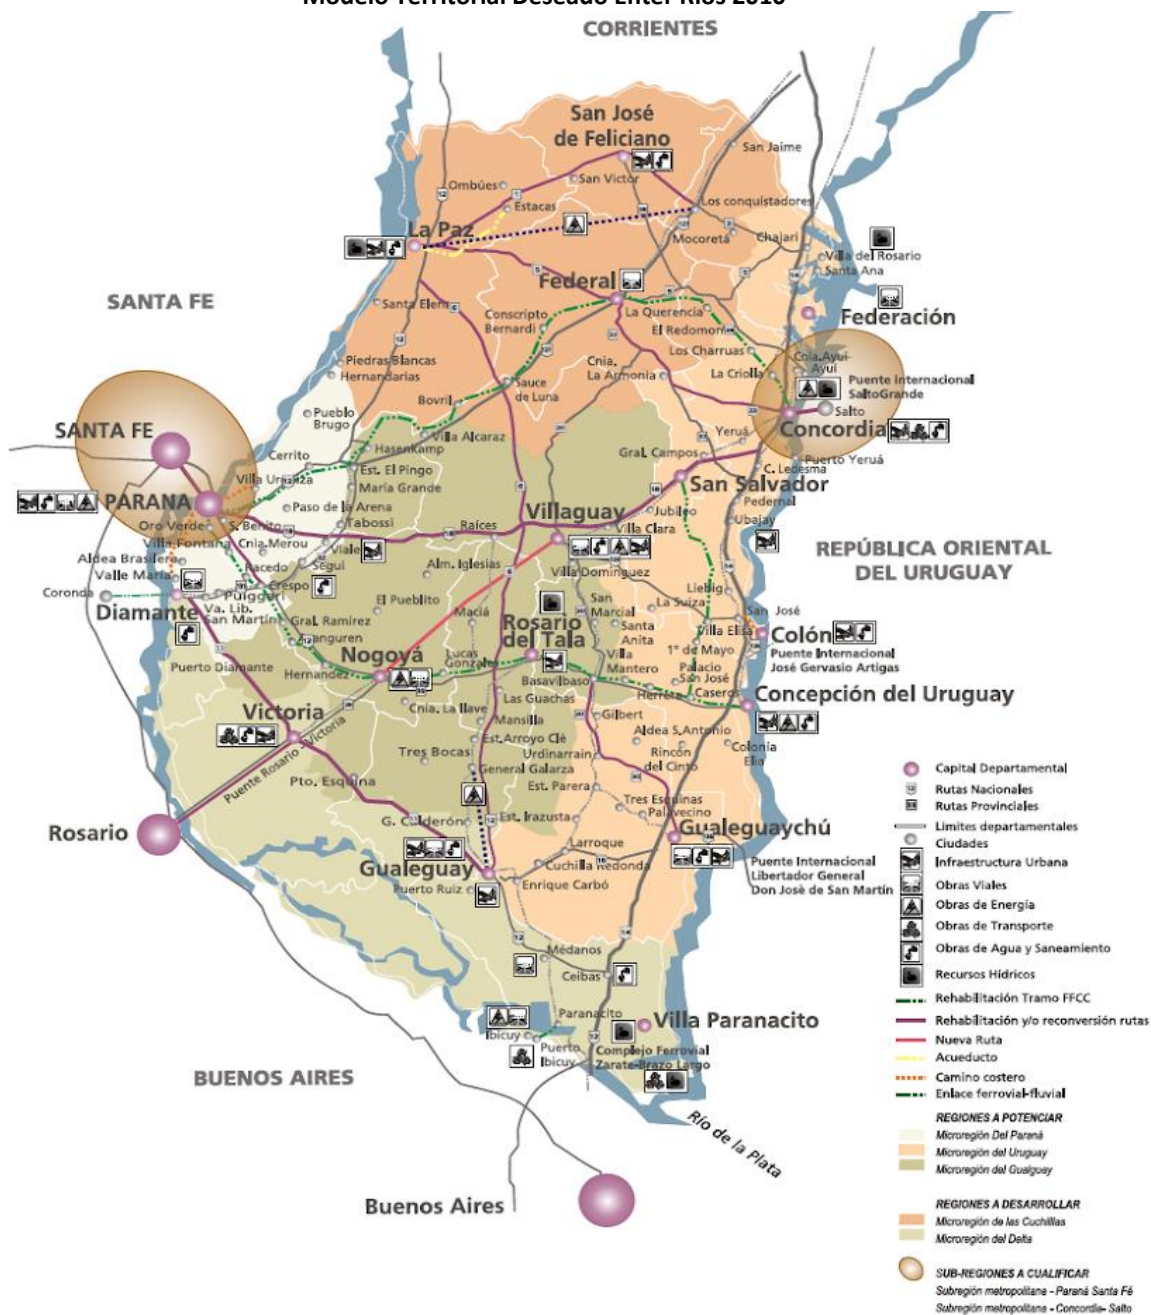 Modelo Territorial Deseado Enter Ríos 2016
CORRIENTES
San José
de Feliciano
San Jaime
Ombúes
San Victor
Estacas
Los conquistadores
La Paz
Mocoretá
Chajari
Villa del Rosario
Santa Ana
SANTA FE
Federal
Santa Elena
Conscripto
Bernardi
La Querencia
El Redomon
Federación
Los Charruas
Cnia. Ayui
Ayuí
Piedras Blancas
Hernandarias
Cnia.
La Armonia
La Criolla
Puente Internacional
SaltoGrande
Sauce
de Luna
Bovril
Salto
Pueblo
Brugo
Concordia
SANTA FE
Villa Alcaraz
Yeruá
Hasenkamp
Cerrito
Gral. Campos
Puerto Yeruá
Est. El Pingo
C. Ledesma
Villa Urquiza
María Grande
San Salvador
PARANA
Pedernal
Paso de la Arena
Villaguay
Jubileo
Oro Verde
S. Benito
Tabossi
Raíces
Villa Clara
Ubajay
Villa Fontana
Cnia. Merou
Viale
REPÚBLICA ORIENTAL
DEL URUGUAY
Aldea Brasilera
Racedo
Seguí
Alm. Iglesias
Villa Dominguez
Valle María
Crespo
Liebig
Coronda
Puiggari
El Pueblito
Diamante
Va. Lib.
San Martín
Maciá
San
Marcial
La Suiza
San José
Gral. Ramírez
Rosario
del Tala
Santa
Anita
Villa Elisa
Colón
Aranguren
1° de Mayo
Puente Internacional
José Gervasio Artigas
Nogoyá
Lucas
Gonzales
Villa
Mantero
Palacio
San José
Puerto Diamante
Hernandez
Basavilbaso
Herrera
Caseros
Concepción del Uruguay
Victoria
Cnia. La llave
Las Guachas
Gilbert
Mansilla
Aldea S. Antonio
Est. Arroyo Clé
Colonia
Elia
Puente Rosario Victoria
Tres Bocas
Urdinarrain
Rincón
del Cinto
General Galarza
Pto. Esquina
Est. Parera
Capital Departamental
Rutas Nacionales
Rutas Provinciales
Limites departamentales
Ciudades
Infraestructura Urbana
Obras Viales
Obras de Energía
Obras de Transporte
Obras de Agua y Saneamiento
Recursos Hídricos
Rehabilitación Tramo FFCC
Rehabilitación y/o reconversión rutas
Nueva Ruta
Acueducto
Camino costero
Enlace ferrovial-fluvial
Tres Esquinas
Palavecino
Rosario
G. Calderón
Est. Irazusta
Gualeguaychú
Larroque
Gualeguay
Cuchilla Redonda
Puente Internacional
Libertador General
Don Josè de San Martín
Puerto Ruiz
Enrique Carbó
Médanos
Ceibas
Paranacito
Villa Paranacito
Ibicuy
Puerto
Ibicuy
Complejo Ferrovial
Zarate-Brazo Largo
BUENOS AIRES
Río de la Plata
Buenos Aires
REGIONES A POTENCIAR
Microregión Del Paraná
Microregión del Uruguay
Microregión del Gualguay
REGIONES A DESARROLLAR
Microregión de las Cuchilllas
Microregión del Delta
SUB-REGIONES A CUALIFICAR
Subregión metropolitana - Paraná Santa Fé
Subregión metropolitana - Concordia- Salto